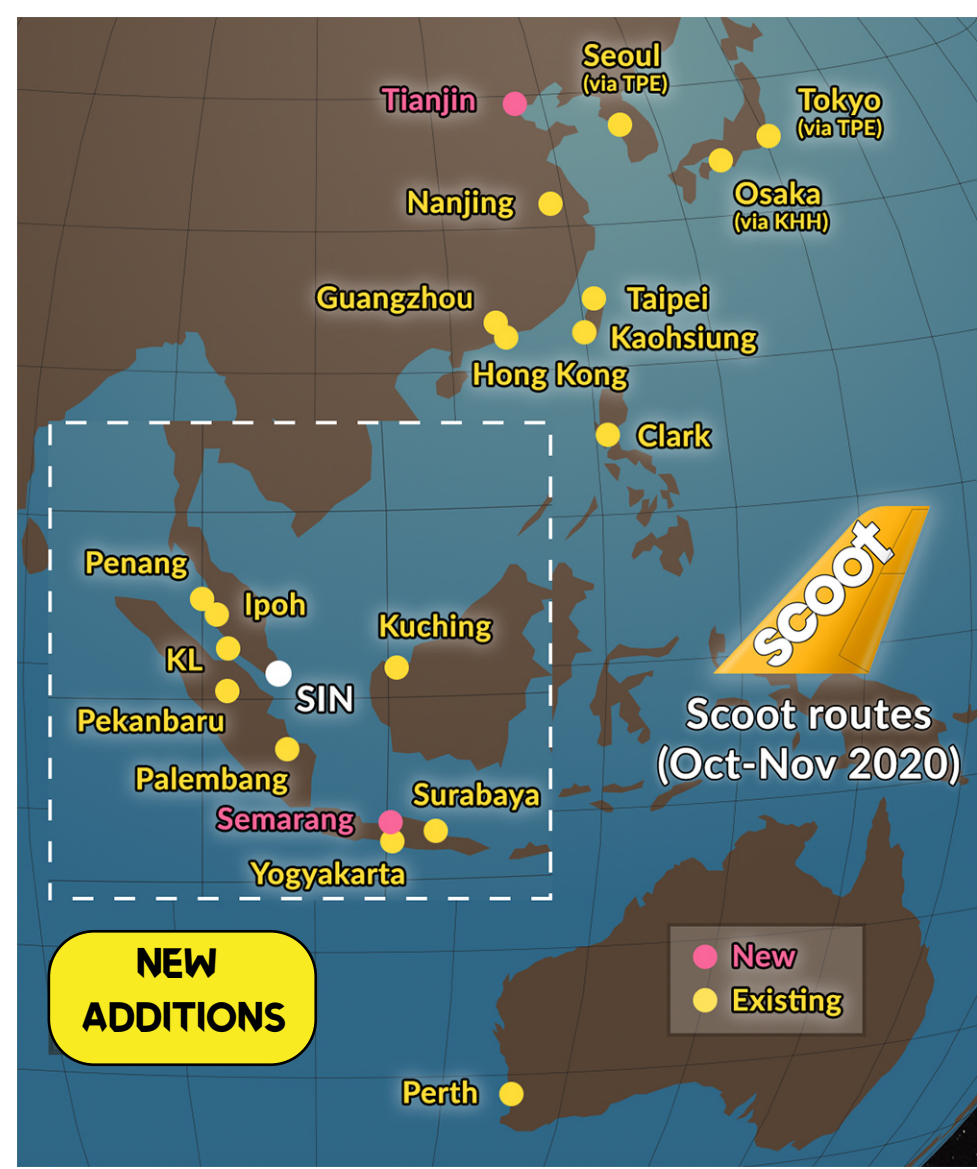 Seoul
(via TPE)
Tianjin
Tokyo
(via TPE)
Nanjing
Osaka
(via KHH)
Guangzhou
Taipei
Kaohsiung
Hong Kong
Clark
scoot
Penang
Ipoh
Kuching
KL
SIN
Pekanbaru
Scoot routes
(Oct-Nov 2020)
Palembang
Surabaya
Semarang
Yogyakarta
NEW
ADDITIONS
New
Existing
Perth